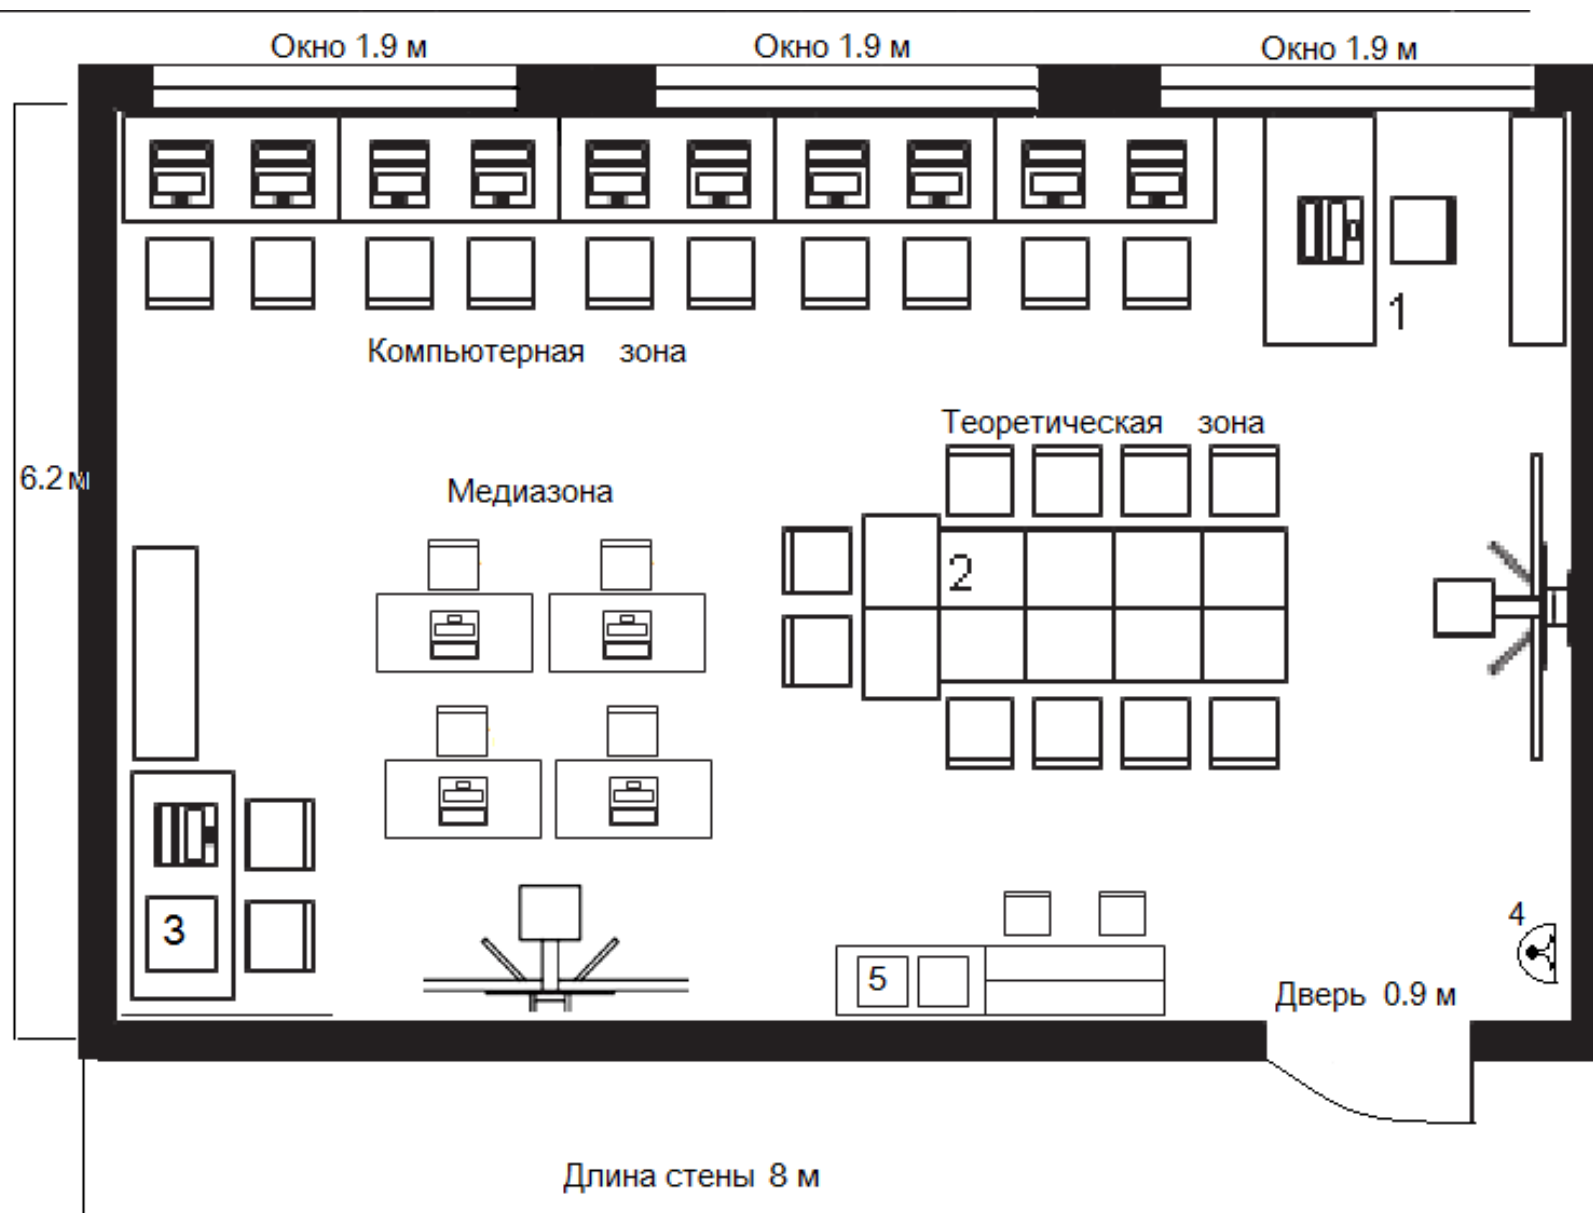 Окно 1.9 м
Окно 1.9 м
Окно 1.9 м
1
Компьютерная зона
Теоретическая зона
6.2 м
Медиазона
2
3
4
5
Дверь 0.9 м
Длина стены 8 м